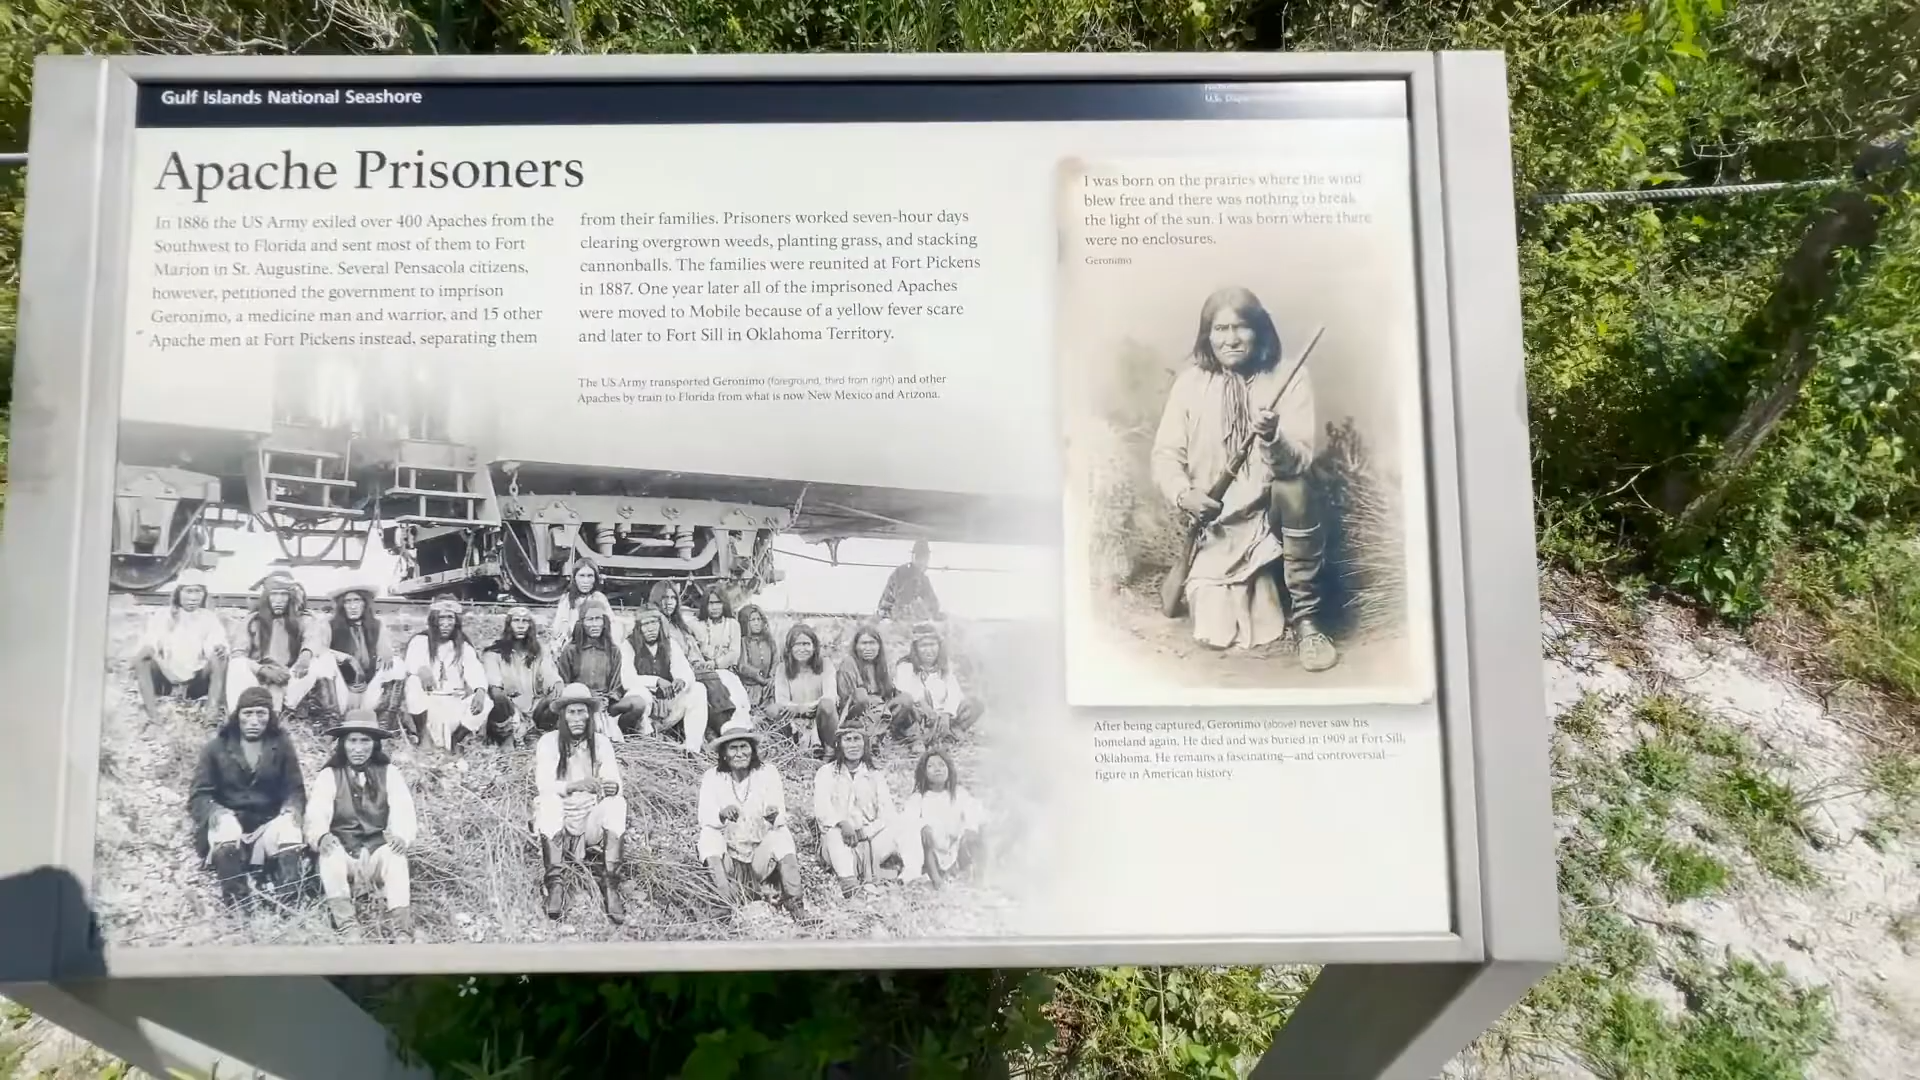 Gulf Islands National Seashore
U.S.
Apache Prisoners
In 1886 the US Army exiled over 400 Apaches from the
Southwest to Florida and sent most of them to Fort
Marion in St. Augustine. Several Pensacola citizens,
however, petitioned the government to imprison
Geronimo, a medicine man and warrior, and 15 other
Apache men at Fort Pickens instead, separating them
from their families. Prisoners worked seven-hour days
clearing overgrown weeds, planting grass, and stacking
cannonballs. The families were reunited at Fort Pickens
in 1887. One year later all of the imprisoned Apaches
were moved to Mobile because of a yellow fever scare
and later to Fort Sill in Oklahoma Territory.
The US Army transported Geronimo (foreground, third from right) and other
Apaches by train to Florida from what is now New Mexico and Arizona.
I was born on the prairies where the wind
blew free and there was nothing to break
the light of the sun. I was born where there
were no enclosures.
Geronimo
After being captured, Geronimo (above) never saw his
homeland again. He died and was buried in 1909 at Fort Sill,
Oklahoma. He remains a fascinating—and controversial—
figure in American history.